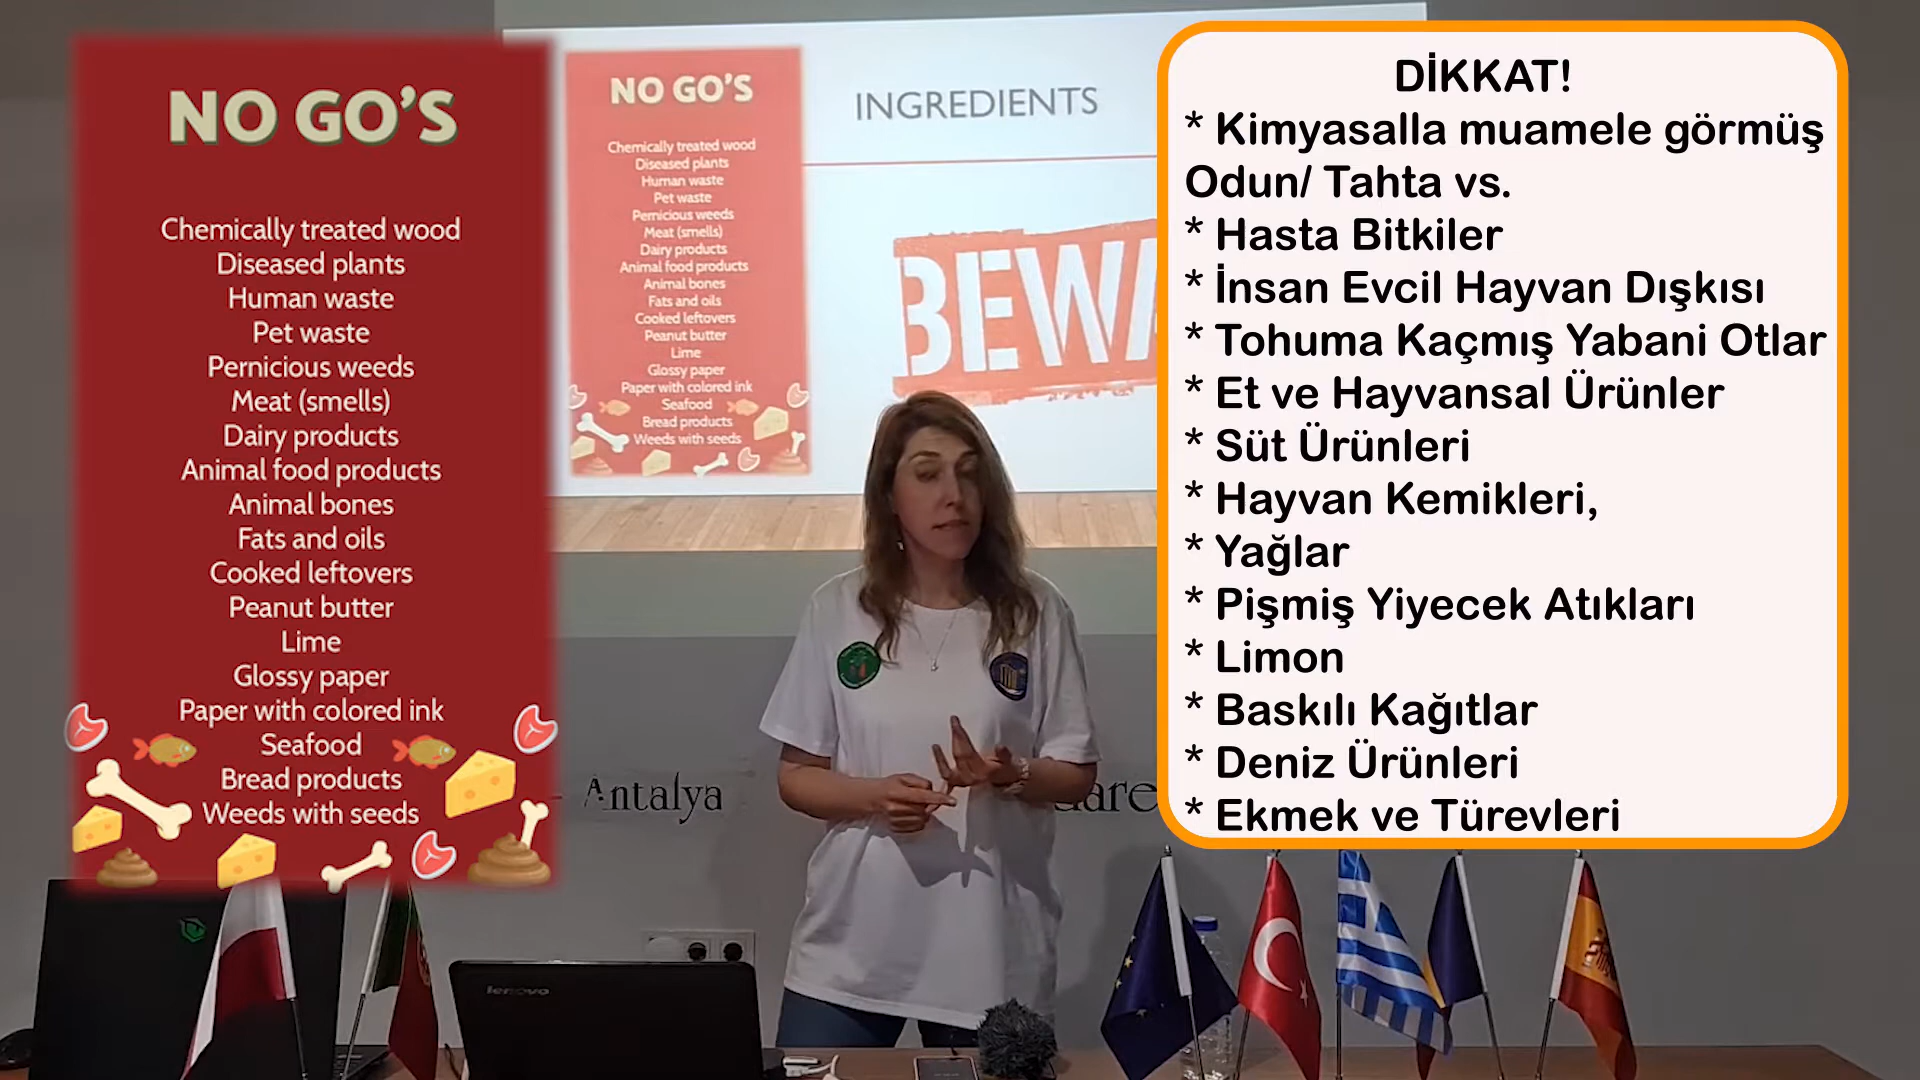 NO GO'S
Chemically treated wood
Diseased plants
Human waste
Pet waste
Pernicious weeds
Meat (smells)
Dairy products
Animal food products
Animal bones
Fats and oils
Cooked leftovers
Peanut butter
Lime
Glossy paper
Paper with colored ink
Seafood
Bread products
Weeds with seeds
NO GO'S
Chemically treated wood
Diseased plants
Human waste
Pet waste
Pernicious weeds
Meat (smells)
Dairy products
Animal food products
Animal bones
Fats and oils
Cooked leftovers
Peanut butter
Lime
Glossy paper
Paper with colored ink
Seafood
Bread products
Weeds with seeds
INGREDIENTS
BEWA
DİKKAT!
* Kimyasalla muamele görmüş
Odun/ Tahta vs.
* Hasta Bitkiler
* İnsan Evcil Hayvan Dışkısı
* Tohuma Kaçmış Yabani Otlar
* Et ve Hayvansal Ürünler
* Süt Ürünleri
* Hayvan Kemikleri,
* Yağlar
* Pişmiş Yiyecek Atıkları
* Limon
* Baskılı Kağıtlar
* Deniz Ürünleri
* Ekmek ve Türevleri
Antalya
dare
lenovo